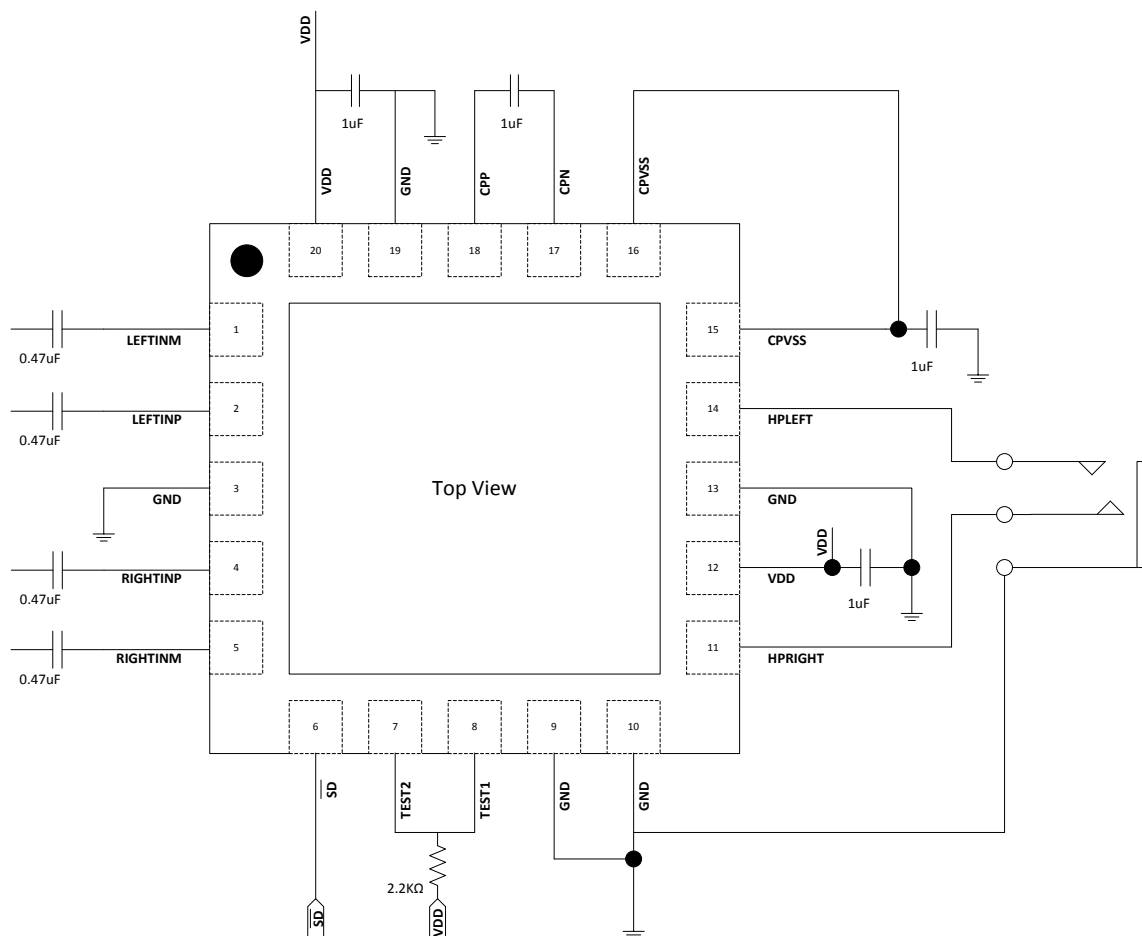 VDD
1uF
1uF
VDD
GND
CPP
CPN
CPVSS
20
19
18
17
16
1
LEFTINM
0.47uF
15
CPVSS
1uF
2
LEFTINP
0.47uF
14
HPLEFT
3
GND
Top View
13
GND
4
RIGHTINP
0.47uF
12
VDD
VDD
1uF
5
RIGHTINM
0.47uF
11
HPRIGHT
6
7
8
9
10
SD
TEST2
TEST1
GND
GND
2.2KΩ
SD
VDD